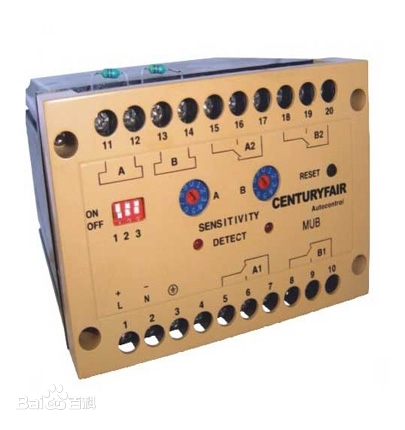 11 12 13 14 15 16 17 18 19 20
A B A2 B2
RESET
A B
CENTURYFAIR
Autocontrol
ON
OFF
SENSITIVITY
1 2 3
DETECT
MUB
A1 B1
+ −
L N
1 2 3 4 5 6 7 8 9 10
Bai百科